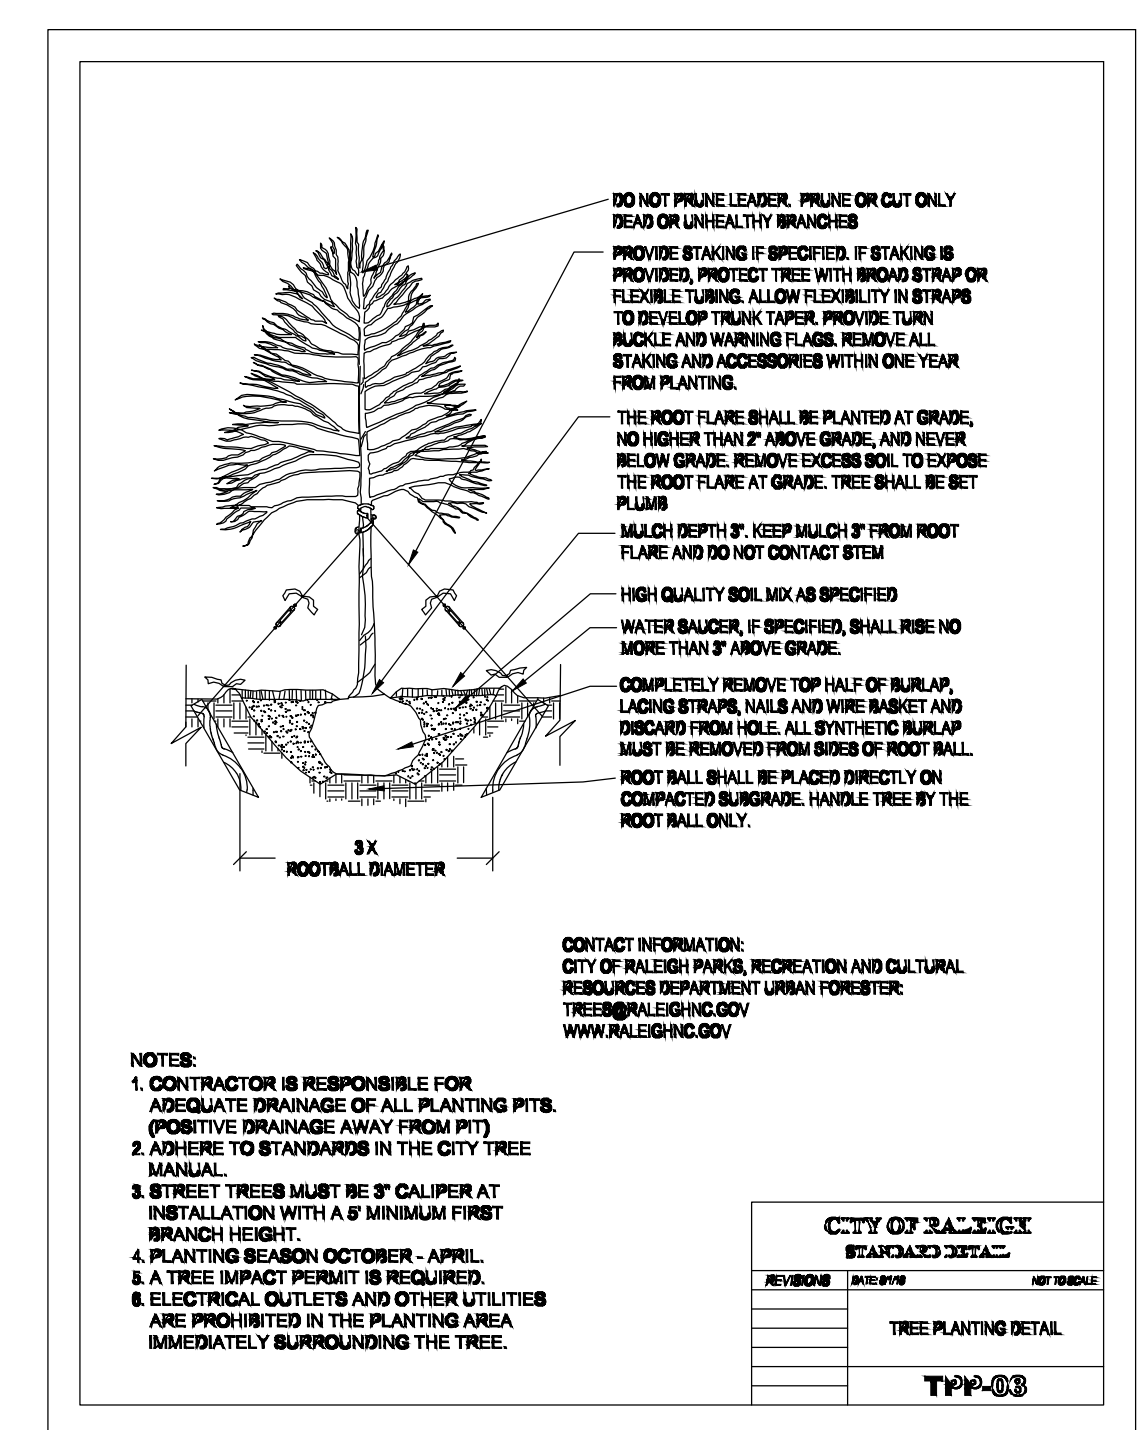 DO NOT PRUNE LEADER. PRUNE OR CUT ONLY
DEAD OR UNHEALTHY BRANCHES
PROVIDE STAKING IF SPECIFIED. IF STAKING IS
PROVIDED, PROTECT TREE WITH BROAD STRAP OR
FLEXIBLE TUBING. ALLOW FLEXIBILITY IN STRAPS
TO DEVELOP TRUNK TAPER. PROVIDE TURN
BUCKLE AND WARNING FLAGS. REMOVE ALL
STAKING AND ACCESSORIES WITHIN ONE YEAR
FROM PLANTING.
THE ROOT FLARE SHALL BE PLANTED AT GRADE,
NO HIGHER THAN 2" ABOVE GRADE, AND NEVER
BELOW GRADE. REMOVE EXCESS SOIL TO EXPOSE
THE ROOT FLARE AT GRADE. TREE SHALL BE SET
PLUMB
MULCH DEPTH 3". KEEP MULCH 3" FROM ROOT
FLARE AND DO NOT CONTACT STEM
HIGH QUALITY SOIL MIX AS SPECIFIED
WATER SAUCER, IF SPECIFIED, SHALL RISE NO
MORE THAN 3" ABOVE GRADE.
COMPLETELY REMOVE TOP HALF OF BURLAP,
LACING STRAPS, NAILS AND WIRE BASKET AND
DISCARD FROM HOLE. ALL SYNTHETIC BURLAP
MUST BE REMOVED FROM SIDES OF ROOT BALL.
ROOT BALL SHALL BE PLACED DIRECTLY ON
COMPACTED SUBGRADE. HANDLE TREE BY THE
ROOT BALL ONLY.
3 X
ROOTBALL DIAMETER
CONTACT INFORMATION:
CITY OF RALEIGH PARKS, RECREATION AND CULTURAL
RESOURCES DEPARTMENT URBAN FORESTER:
TREES@RALEIGHNC.GOV
WWW.RALEIGHNC.GOV
NOTES:
1. CONTRACTOR IS RESPONSIBLE FOR
ADEQUATE DRAINAGE OF ALL PLANTING PITS.
(POSITIVE DRAINAGE AWAY FROM PIT)
2. ADHERE TO STANDARDS IN THE CITY TREE
MANUAL.
3. STREET TREES MUST BE 3" CALIPER AT
INSTALLATION WITH A 5' MINIMUM FIRST
BRANCH HEIGHT.
4. PLANTING SEASON OCTOBER - APRIL.
5. A TREE IMPACT PERMIT IS REQUIRED.
6. ELECTRICAL OUTLETS AND OTHER UTILITIES
ARE PROHIBITED IN THE PLANTING AREA
IMMEDIATELY SURROUNDING THE TREE.
CITY OF RALEIGH
STANDARD DETAIL
REVISIONS DATE: NOT TO SCALE
TREE PLANTING DETAIL
TPP-03